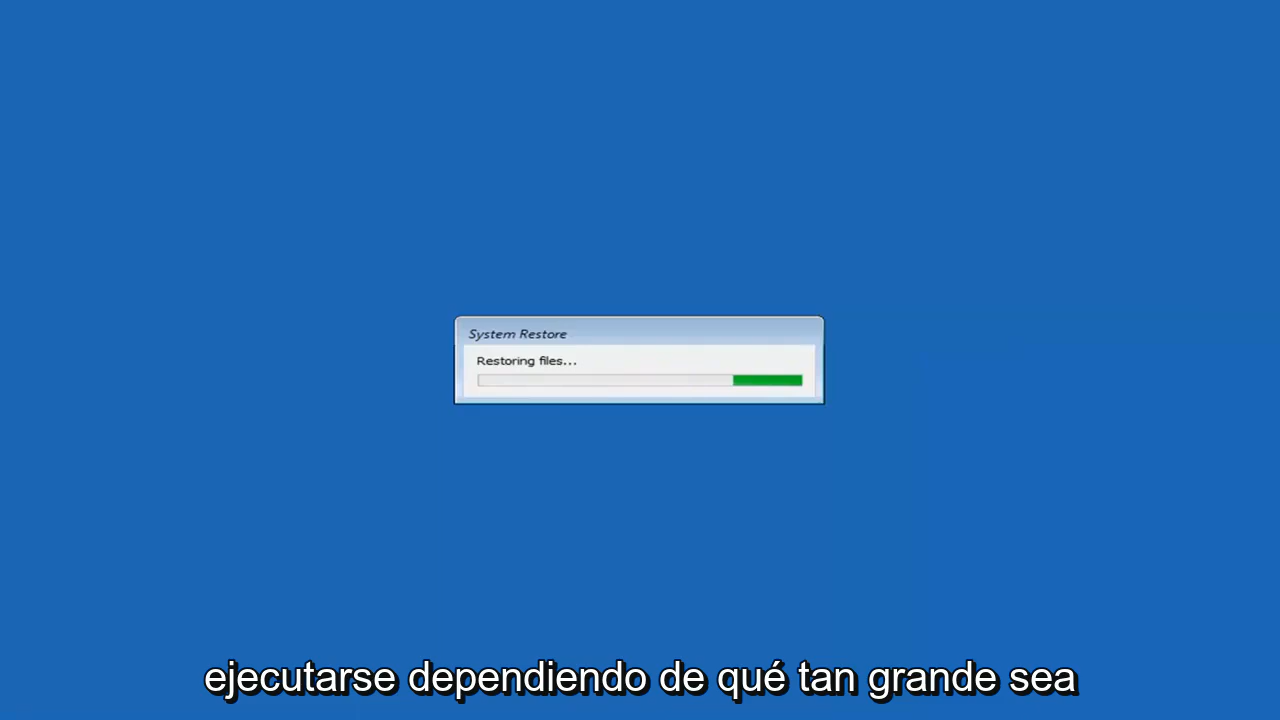 System Restore
Restoring files...
ejecutarse dependiendo de qué tan grande sea